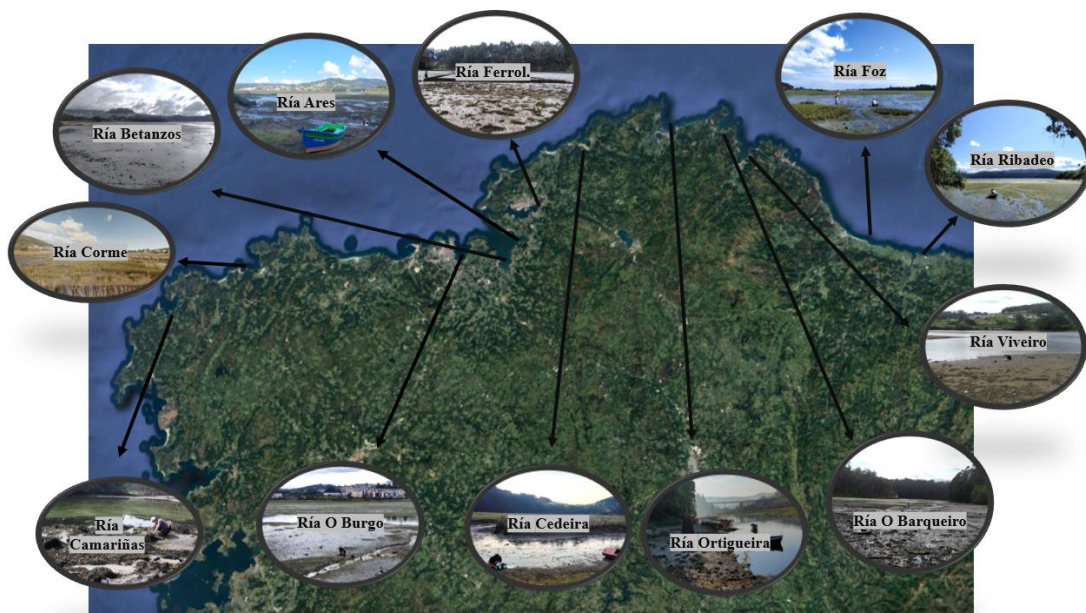 Ría Ferrol.
Ría Foz
Ría Ares
Ría Betanzos
Ría Ribadeo
Ría Corme
Ría Viveiro
Ría
Camariñas
Ría O Burgo
Ría Cedeira
Ría Ortigueira
Ría O Barqueiro